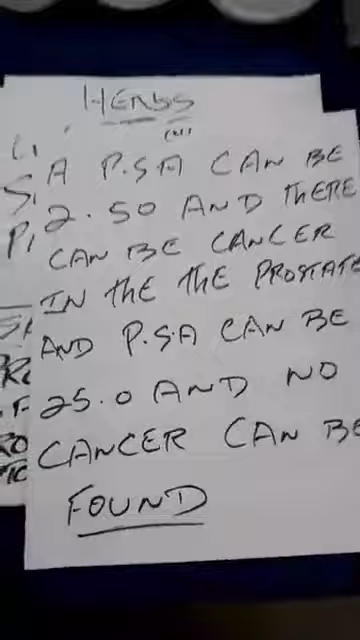 HERBS
(11)
A P.S.A CAN BE
2.50 AND THERE
CAN BE CANCER
IN THE THE PROSTATE
AND P.S.A CAN BE
25.0 AND NO
CANCER CAN BE
FOUND